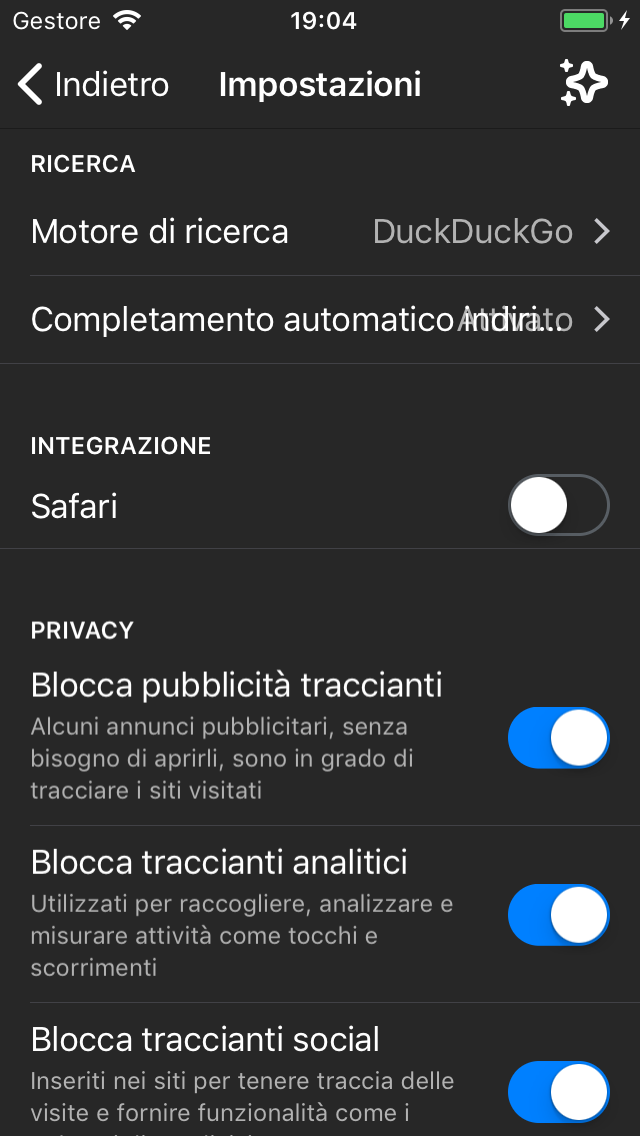 Gestore 19:04
Indietro Impostazioni
RICERCA
Motore di ricerca DuckDuckGo
Completamento automatico indiri... Attivato
INTEGRAZIONE
Safari
PRIVACY
Blocca pubblicità traccianti
Alcuni annunci pubblicitari, senza
bisogno di aprirli, sono in grado di
tracciare i siti visitati
Blocca traccianti analitici
Utilizzati per raccogliere, analizzare e
misurare attività come tocchi e
scorrimenti
Blocca traccianti social
Inseriti nei siti per tenere traccia delle
visite e fornire funzionalità come i